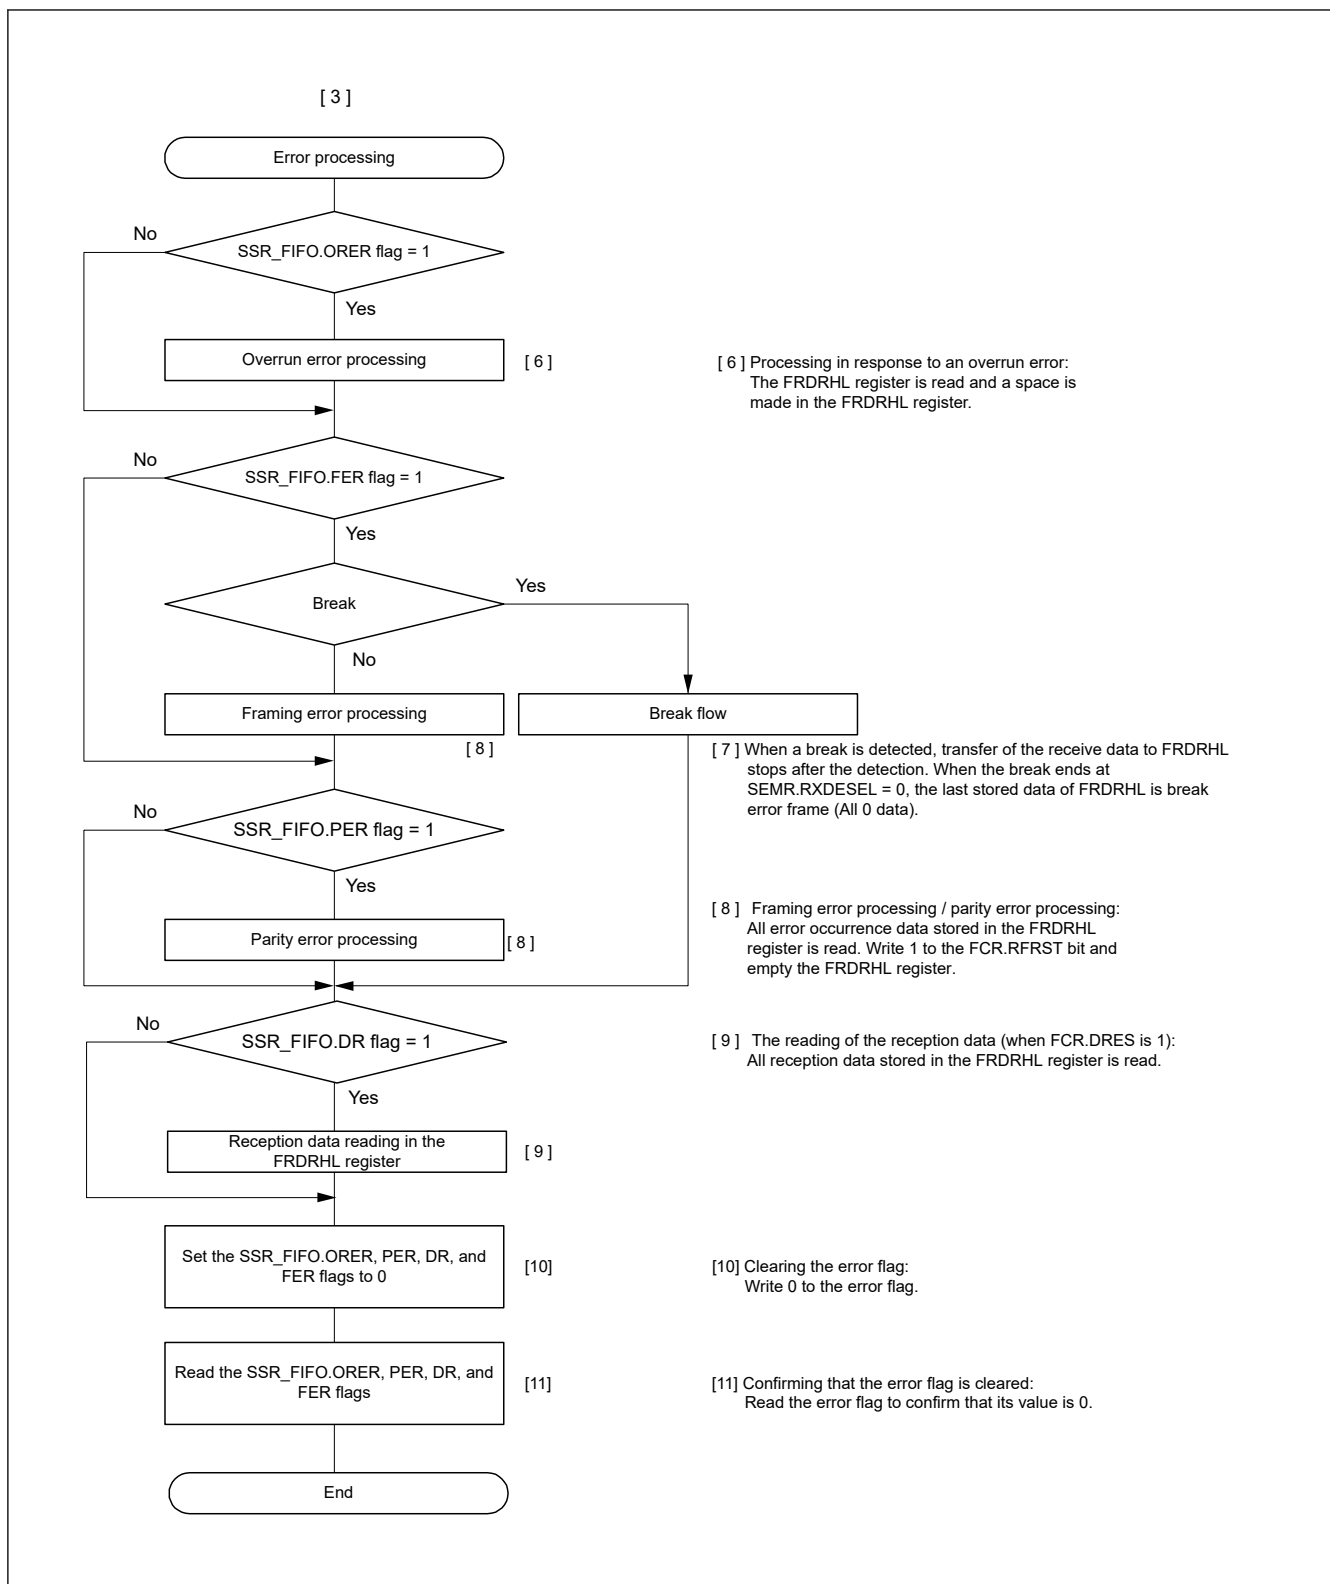 [ 3 ]
Error processing
No
SSR_FIFO.ORER flag = 1
Yes
Overrun error processing
[ 6 ]
[ 6 ] Processing in response to an overrun error:
The FRDRHL register is read and a space is
made in the FRDRHL register.
No
SSR_FIFO.FER flag = 1
Yes
Break
Yes
No
Framing error processing
[ 8 ]
Break flow
[ 7 ] When a break is detected, transfer of the receive data to FRDRHL
stops after the detection. When the break ends at
SEMR.RXDESEL = 0, the last stored data of FRDRHL is break
error frame (All 0 data).
No
SSR_FIFO.PER flag = 1
Yes
Parity error processing
[ 8 ]
[ 8 ] Framing error processing / parity error processing:
All error occurrence data stored in the FRDRHL
register is read. Write 1 to the FCR.RFRST bit and
empty the FRDRHL register.
No
SSR_FIFO.DR flag = 1
Yes
[ 9 ] The reading of the reception data (when FCR.DRES is 1):
All reception data stored in the FRDRHL register is read.
Reception data reading in the
FRDRHL register
[ 9 ]
Set the SSR_FIFO.ORER, PER, DR, and
FER flags to 0
[10]
[10] Clearing the error flag:
Write 0 to the error flag.
Read the SSR_FIFO.ORER, PER, DR, and
FER flags
[11]
[11] Confirming that the error flag is cleared:
Read the error flag to confirm that its value is 0.
End